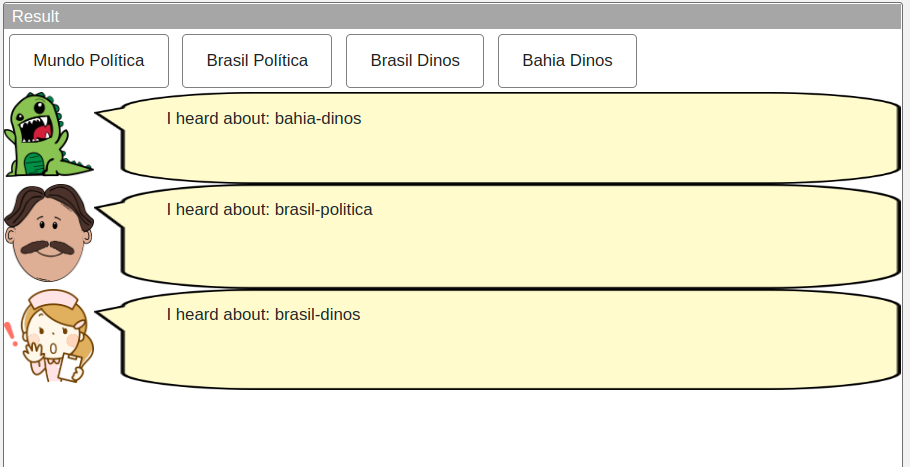 Result
Mundo Política Brasil Política Brasil Dinos Bahia Dinos
I heard about: bahia-dinos
I heard about: brasil-politica
I heard about: brasil-dinos